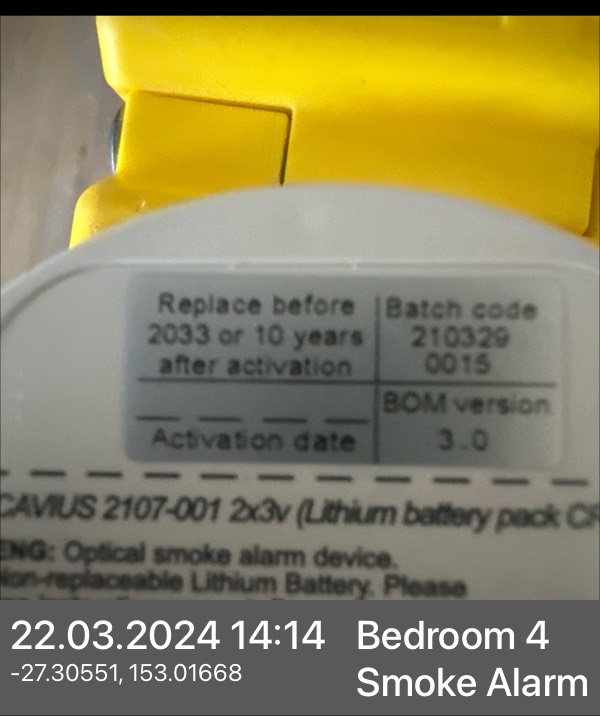 Replace before
2033 or 10 years
after activation
Activation date
Batch code
210329
0015
BOM version
3.0
CAVIUS 2107-001 2x3v (Lithium battery pack
ENG: Optical smoke alarm device.
Non-replaceable Lithium Battery. Please
22.03.2024 14:14
-27.30551, 153.01668
Bedroom 4
Smoke Alarm